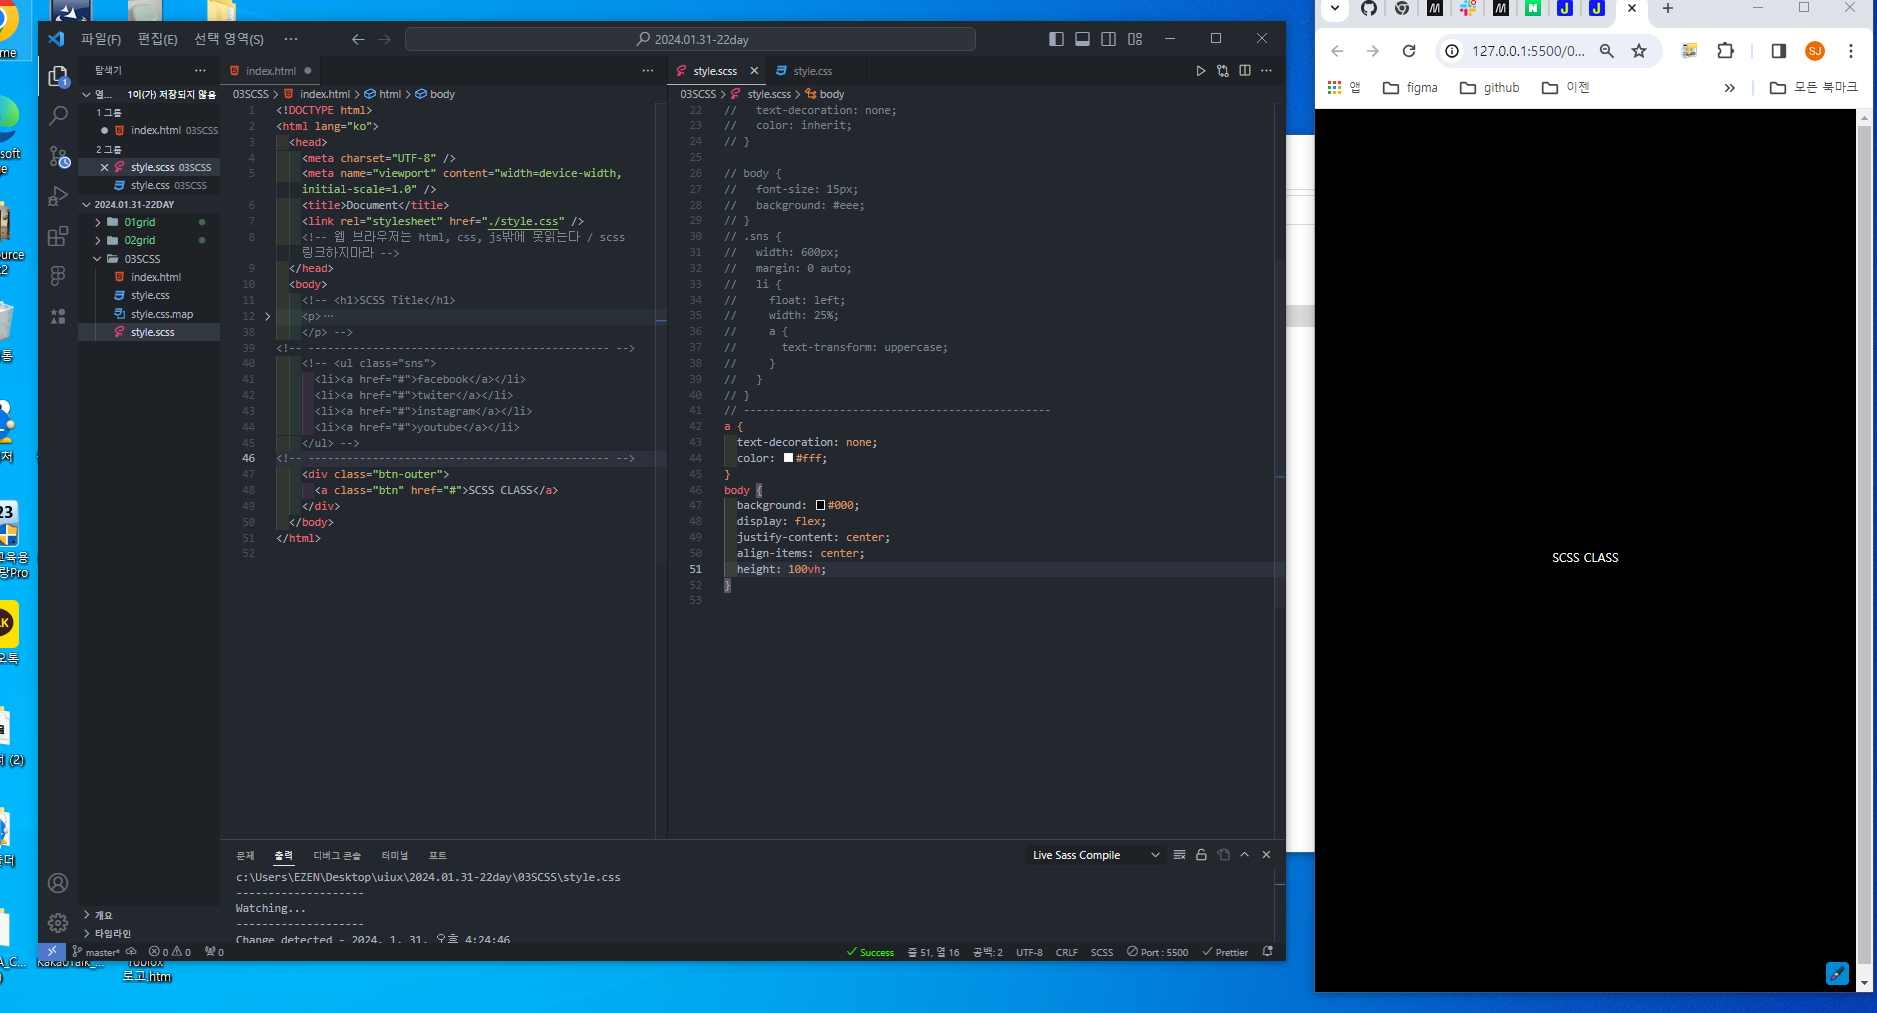 파일(F) 편집(E) 선택 영역(S) ···
2024.01.31-22day
탐색기
열... 1이(가) 저장되지 않음
1 그룹
index.html 03SCSS
2 그룹
style.scss 03SCSS
style.css 03SCSS
2024.01.31-22DAY
01grid
02grid
03SCSS
index.html
style.css
style.css.map
style.scss
개요
타임라인
index.html
03SCSS > index.html > html > body
1 <!DOCTYPE html>
2 <html lang="ko">
3 <head>
4 <meta charset="UTF-8" />
5 <meta name="viewport" content="width=device-width,
initial-scale=1.0" />
6 <title>Document</title>
7 <link rel="stylesheet" href="./style.css" />
8 <!-- 웹 브라우저는 html, css, js밖에 못읽는다 / scss
링크하지마라 -->
9 </head>
10 <body>
11 <!-- <h1>SCSS Title</h1>
12 <p>···
38 </p> -->
39 <!-- ----------------------------------------------- -->
40 <!-- <ul class="sns">
41 <li><a href="#">facebook</a></li>
42 <li><a href="#">twiter</a></li>
43 <li><a href="#">instagram</a></li>
44 <li><a href="#">youtube</a></li>
45 </ul> -->
46 <!-- ----------------------------------------------- -->
47 <div class="btn-outer">
48 <a class="btn" href="#">SCSS CLASS</a>
49 </div>
50 </body>
51 </html>
52
style.scss style.css
03SCSS > style.scss > body
22 // text-decoration: none;
23 // color: inherit;
24 // }
25
26 // body {
27 // font-size: 15px;
28 // background: #eee;
29 // }
30 // .sns {
31 // width: 600px;
32 // margin: 0 auto;
33 // li {
34 // float: left;
35 // width: 25%;
36 // a {
37 // text-transform: uppercase;
38 // }
39 // }
40 // }
41 // ------------------------------------------------
42 a {
43 text-decoration: none;
44 color: #fff;
45 }
46 body {
47 background: #000;
48 display: flex;
49 justify-content: center;
50 align-items: center;
51 height: 100vh;
52 }
53
문제 출력 디버그 콘솔 터미널 포트
Live Sass Compile
c:\Users\EZEN\Desktop\uiux\2024.01.31-22day\03SCSS\style.css
--------------------
Watching...
--------------------
Change detected - 2024. 1. 31. 오후 4:24:46
master* 0 0 0
Success 줄 51, 열 16 공백: 2 UTF-8 CRLF SCSS Port : 5500 Prettier
127.0.0.1:5500/0...
SJ
앱 figma github 이젠 » 모든 북마크
SCSS CLASS
로고.htm